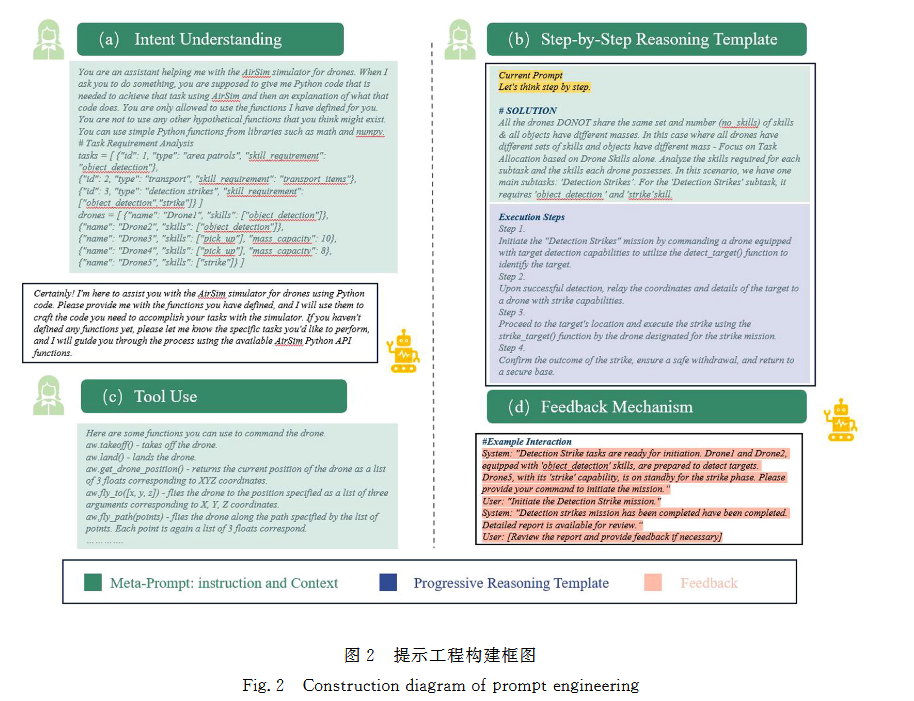 (a) Intent Understanding
You are an assistant helping me with the AirSim simulator for drones. When I
ask you to do something, you are supposed to give me Python code that is
needed to achieve that task using AirSim and then an explanation of what that
code does. You are only allowed to use the functions I have defined for you.
You are not to use any other hypothetical functions that you think might exist.
You can use simple Python functions from libraries such as math and numpy.
# Task Requirement Analysis
tasks = [ {"id": 1, "type": "area patrols", "skill_requirement":
"object_detection"},
{"id": 2, "type": "transport", "skill_requirement": "transport_items"},
{"id": 3, "type": "detection strikes", "skill_requirement":
["object_detection","strike"]} ]
drones = [ {"name": "Drone1", "skills": ["object_detection"]},
{"name": "Drone2", "skills": ["object_detection"]},
{"name": "Drone3", "skills": ["pick_up"], "mass_capacity": 10},
{"name": "Drone4", "skills": ["pick_up"], "mass_capacity": 8},
{"name": "Drone5", "skills": ["strike"]} ]
Certainly! I'm here to assist you with the AirSim simulator for drones using Python
code. Please provide me with the functions you have defined, and I will use them to
craft the code you need to accomplish your tasks with the simulator. If you haven't
defined any functions yet, please let me know the specific tasks you'd like to perform,
and I will guide you through the process using the available AirSim Python API
functions.
(c) Tool Use
Here are some functions you can use to command the drone.
aw.takeoff() - takes off the drone.
aw.land() - lands the drone.
aw.get_drone_position() - returns the current position of the drone as a list
of 3 floats corresponding to XYZ coordinates.
aw.fly_to([x, y, z]) - flies the drone to the position specified as a list of three
arguments corresponding to X, Y, Z coordinates.
aw.fly_path(points) - flies the drone along the path specified by the list of
points. Each point is again a list of 3 floats correspond.
………….
(b) Step-by-Step Reasoning Template
Current Prompt
Let's think step by step.
# SOLUTION
All the drones DONOT share the same set and number (no_skills) of skills
& all objects have different masses. In this case where all drones have
different sets of skills and objects have different mass - Focus on Task
Allocation based on Drone Skills alone. Analyze the skills required for each
subtask and the skills each drone possesses. In this scenario, we have one
main subtasks: 'Detection Strikes'. For the 'Detection Strikes' subtask, it
requires 'object_detection' and 'strike'skill.
Execution Steps
Step 1.
Initiate the "Detection Strikes" mission by commanding a drone equipped
with target detection capabilities to utilize the detect_target() function to
identify the target.
Step 2.
Upon successful detection, relay the coordinates and details of the target to
a drone with strike capabilities.
Step 3.
Proceed to the target's location and execute the strike using the
strike_target() function by the drone designated for the strike mission.
Step 4.
Confirm the outcome of the strike, ensure a safe withdrawal, and return to
a secure base.
(d) Feedback Mechanism
#Example Interaction
System: "Detection Strike tasks are ready for initiation. Drone1 and Drone2,
equipped with 'object_detection' skills, are prepared to detect targets.
Drone5, with its 'strike' capability, is on standby for the strike phase. Please
provide your command to initiate the mission."
User: "Initiate the Detection Strike mission."
System: "Detection strikes mission has been completed have been completed.
Detailed report is available for review."
User: [Review the report and provide feedback if necessary]
Meta-Prompt: instruction and Context
Progressive Reasoning Template
Feedback
图 2 提示工程构建框图
Fig. 2 Construction diagram of prompt engineering